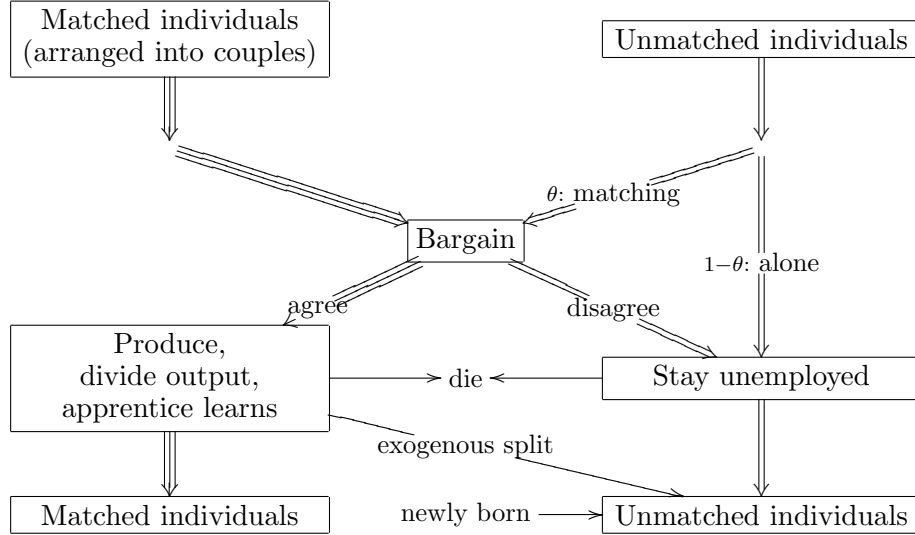 Matched individuals
(arranged into couples)
Unmatched individuals
θ: matching
Bargain
1−θ: alone
agree
disagree
Produce,
divide output,
apprentice learns
die
Stay unemployed
exogenous split
Matched individuals
newly born
Unmatched individuals